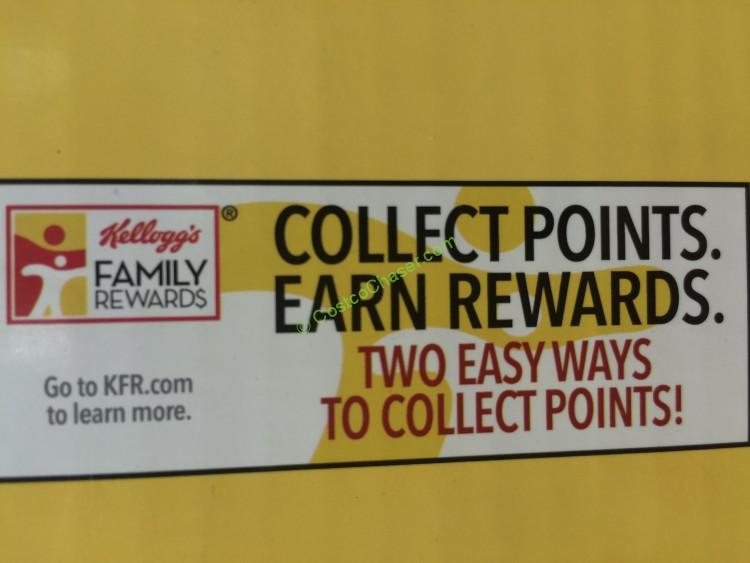 Kellogg's
FAMILY
REWARD$
®
Go to KFR.com
to learn more.
COLLECT POINTS.
EARN REWARDS.
TWO EASY WAYS
TO COLLECT POINTS!
© CostcoChaser.com